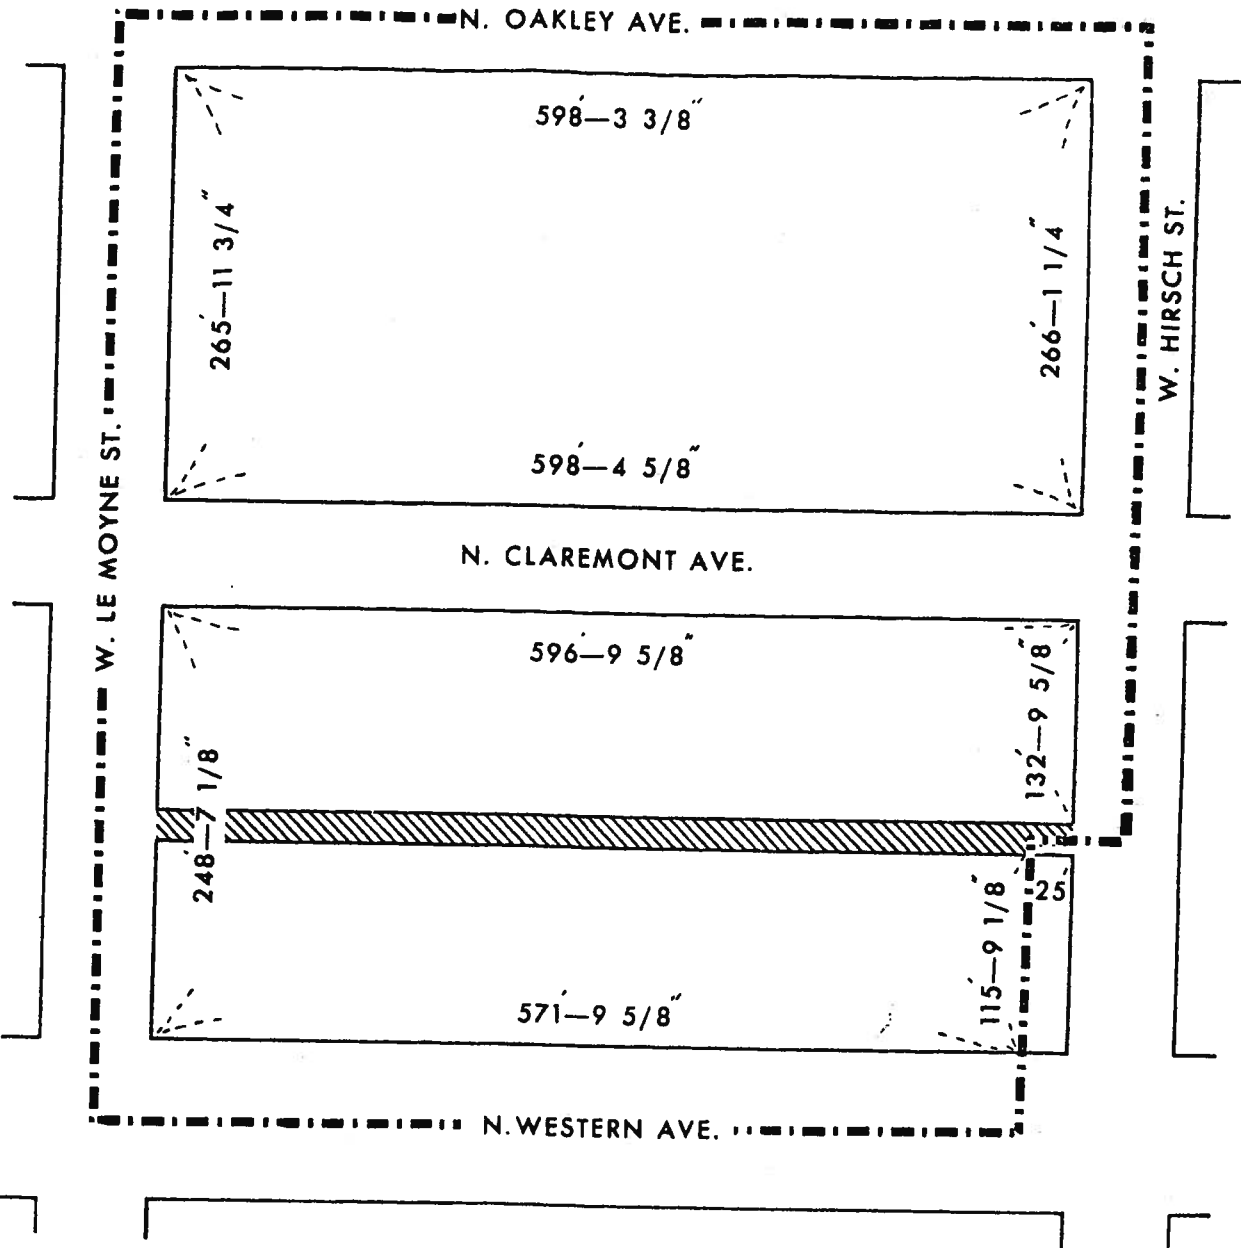 N. OAKLEY AVE.
598'—3 3/8"
265'—11 3/4"
266'—1 1/4"
W. HIRSCH ST.
598'—4 5/8"
W. LE MOYNE ST.
N. CLAREMONT AVE.
596'—9 5/8"
132'—9 5/8"
248'—7 1/8"
25'
115'—9 1/8"
571'—9 5/8"
N. WESTERN AVE.